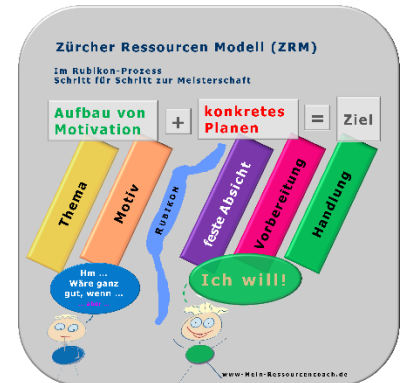 Zürcher Ressourcen Modell (ZRM)
Im Rubikon-Prozess
Schritt für Schritt zur Meisterschaft
Aufbau von
Motivation
+
konkretes
Planen
=
Ziel
Thema
Motiv
RUBIKON
feste Absicht
Vorbereitung
Handlung
Hm ...
Wäre ganz
gut, wenn ...
Ich will!
www-Mein-Ressourcencoach.de